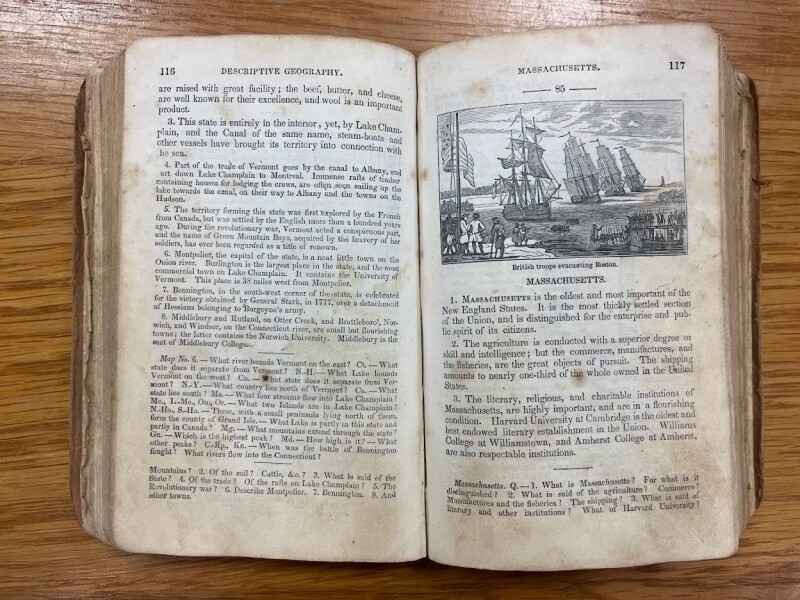 116 DESCRIPTIVE GEOGRAPHY.
are raised with great facility; the beef, butter, and cheese,
are well known for their excellence, and wool is an important
product.
3. This state is entirely in the interior, yet, by Lake Cham-
plain, and the Canal of the same name, steam-boats and
other vessels have brought its territory into connection with
he sea.
4. Part of the trade of Vermont goes by the canal to Albany, and
art down Lake Champlain to Montreal. Immense rafts of timber
containing houses for lodging the crews, are often seen sailing up the
lake towards the canal, on their way to Albany and the towns on the
Hudson.
5. The territory forming this state was first explored by the French
from Canada, but was settled by the English more than a hundred years
ago. During the revolutionary war, Vermont acted a conspicuous part,
and the name of Green Mountain Boys, acquired by the bravery of her
soldiers, has ever been regarded as a title of renown.
6. Montpelier, the capital of the state, is a neat little town on the
Onion river. Burlington is the largest place in the state, and the most
commercial town on Lake Champlain. It contains the University of
Vermont. This place is 38 miles west from Montpelier.
7. Bennington, in the south-west corner of the state, is celebrated
for the victory obtained by General Stark, in 1777, over a detachment
of Hessians belonging to Burgoyne's army.
8. Middlebury and Rutland, on Otter Creek, and Brattleboro', Nor-
wich, and Windsor, on the Connecticut river, are small but flourishing
towns; the latter contains the Norwich University. Middlebury is the
seat of Middlebury College.
Map No. 6. — What river bounds Vermont on the east? Ct. — What
state does it separate from Vermont? N.-H. — What Lake bounds
Vermont on the west? Cn. — What state does it separate from Ver-
mont? N.-Y. — What country lies north of Vermont? Ca. — What
state lies south? Ms. — What four streams flow into Lake Champlain?
Mo., L.-Mo., On., Or. — What two Islands are in Lake Champlain?
N.-Ho., S.-Ho. — These, with a small peninsula lying north of them,
form the county of Grand Isle. What Lake is partly in this state and
partly in Canada? Mg. — What mountains extend through the state?
Gn. — Which is the highest peak? Md. — How high is it? — What
other peaks? C.-Rp., Kn. — When was the battle of Bennington
fought? What rivers flow into the Connecticut?
Mountains? 2. Of the soil? Cattle, &c.? 3. What is said of the
State? 4. Of the trade? Of the rafts on Lake Champlain? 5. The
Revolutionary war? 6. Describe Montpelier. 7. Bennington. 8. And
other towns.
MASSACHUSETTS. 117
85
British troops evacuating Boston.
MASSACHUSETTS.
1. MASSACHUSETTS is the oldest and most important of the
New England States. It is the most thickly settled section
of the Union, and is distinguished for the enterprise and pub-
lic spirit of its citizens.
2. The agriculture is conducted with a superior degree or
skill and intelligence; but the commerce, manufactures, and
the fisheries, are the great objects of pursuit. The shipping
amounts to nearly one-third of the whole owned in the United
States.
3. The literary, religious, and charitable institutions of
Massachusetts, are highly important, and are in a flourishing
condition. Harvard University at Cambridge is the oldest and
best endowed literary establishment in the Union. Williams
College at Williamstown, and Amherst College at Amherst,
are also respectable institutions.
Massachusetts. Q. — 1. What is Massachusetts? For what is it
distinguished? 2. What is said of the agriculture? Commerce?
Manufactures and the fisheries? The shipping? 3. What is said of
literary and other institutions? What of Harvard University?